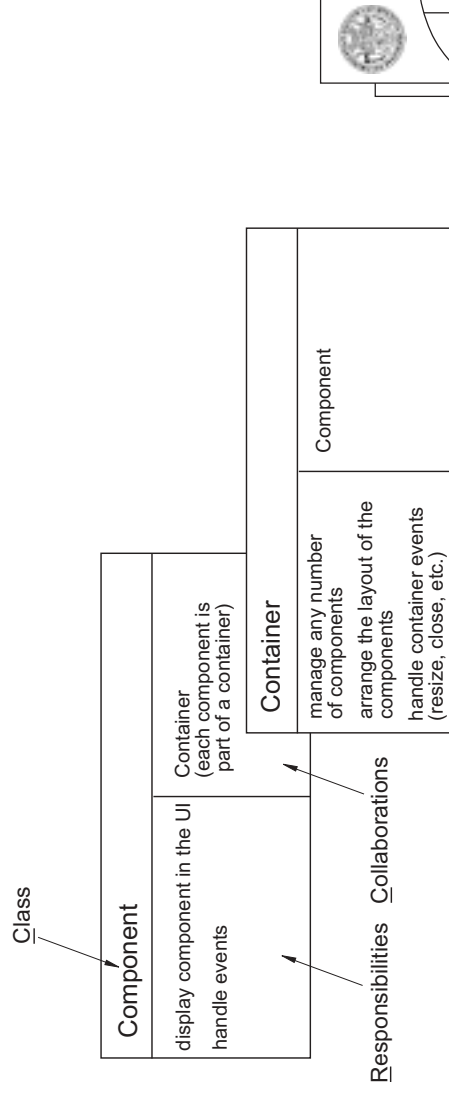 Class
Component
display component in the UI
handle events
Container
(each component is
part of a container)
Responsibilities
Collaborations
Container
manage any number
of components
arrange the layout of the
components
handle container events
(resize, close, etc.)
Component